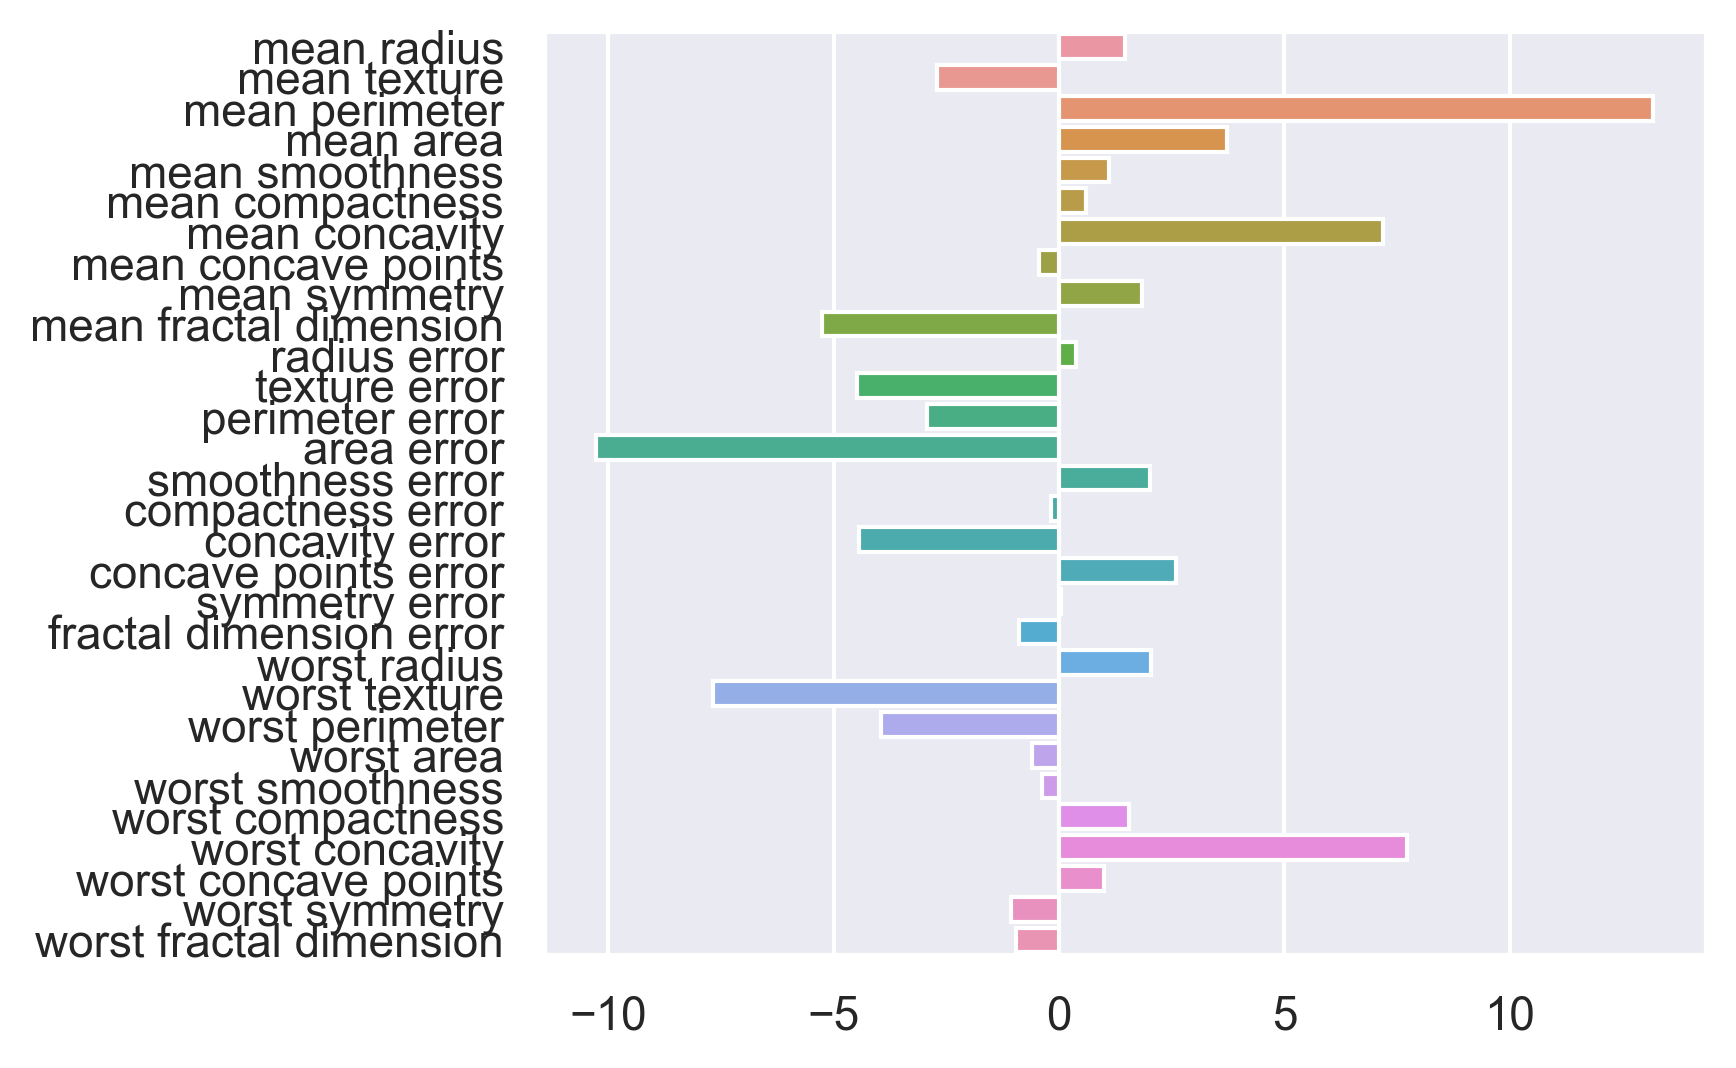 mean radius
mean texture
mean perimeter
mean area
mean smoothness
mean compactness
mean concavity
mean concave points
mean symmetry
mean fractal dimension
radius error
texture error
perimeter error
area error
smoothness error
compactness error
concavity error
concave points error
symmetry error
fractal dimension error
worst radius
worst texture
worst perimeter
worst area
worst smoothness
worst compactness
worst concavity
worst concave points
worst symmetry
worst fractal dimension
−10 −5 0 5 10